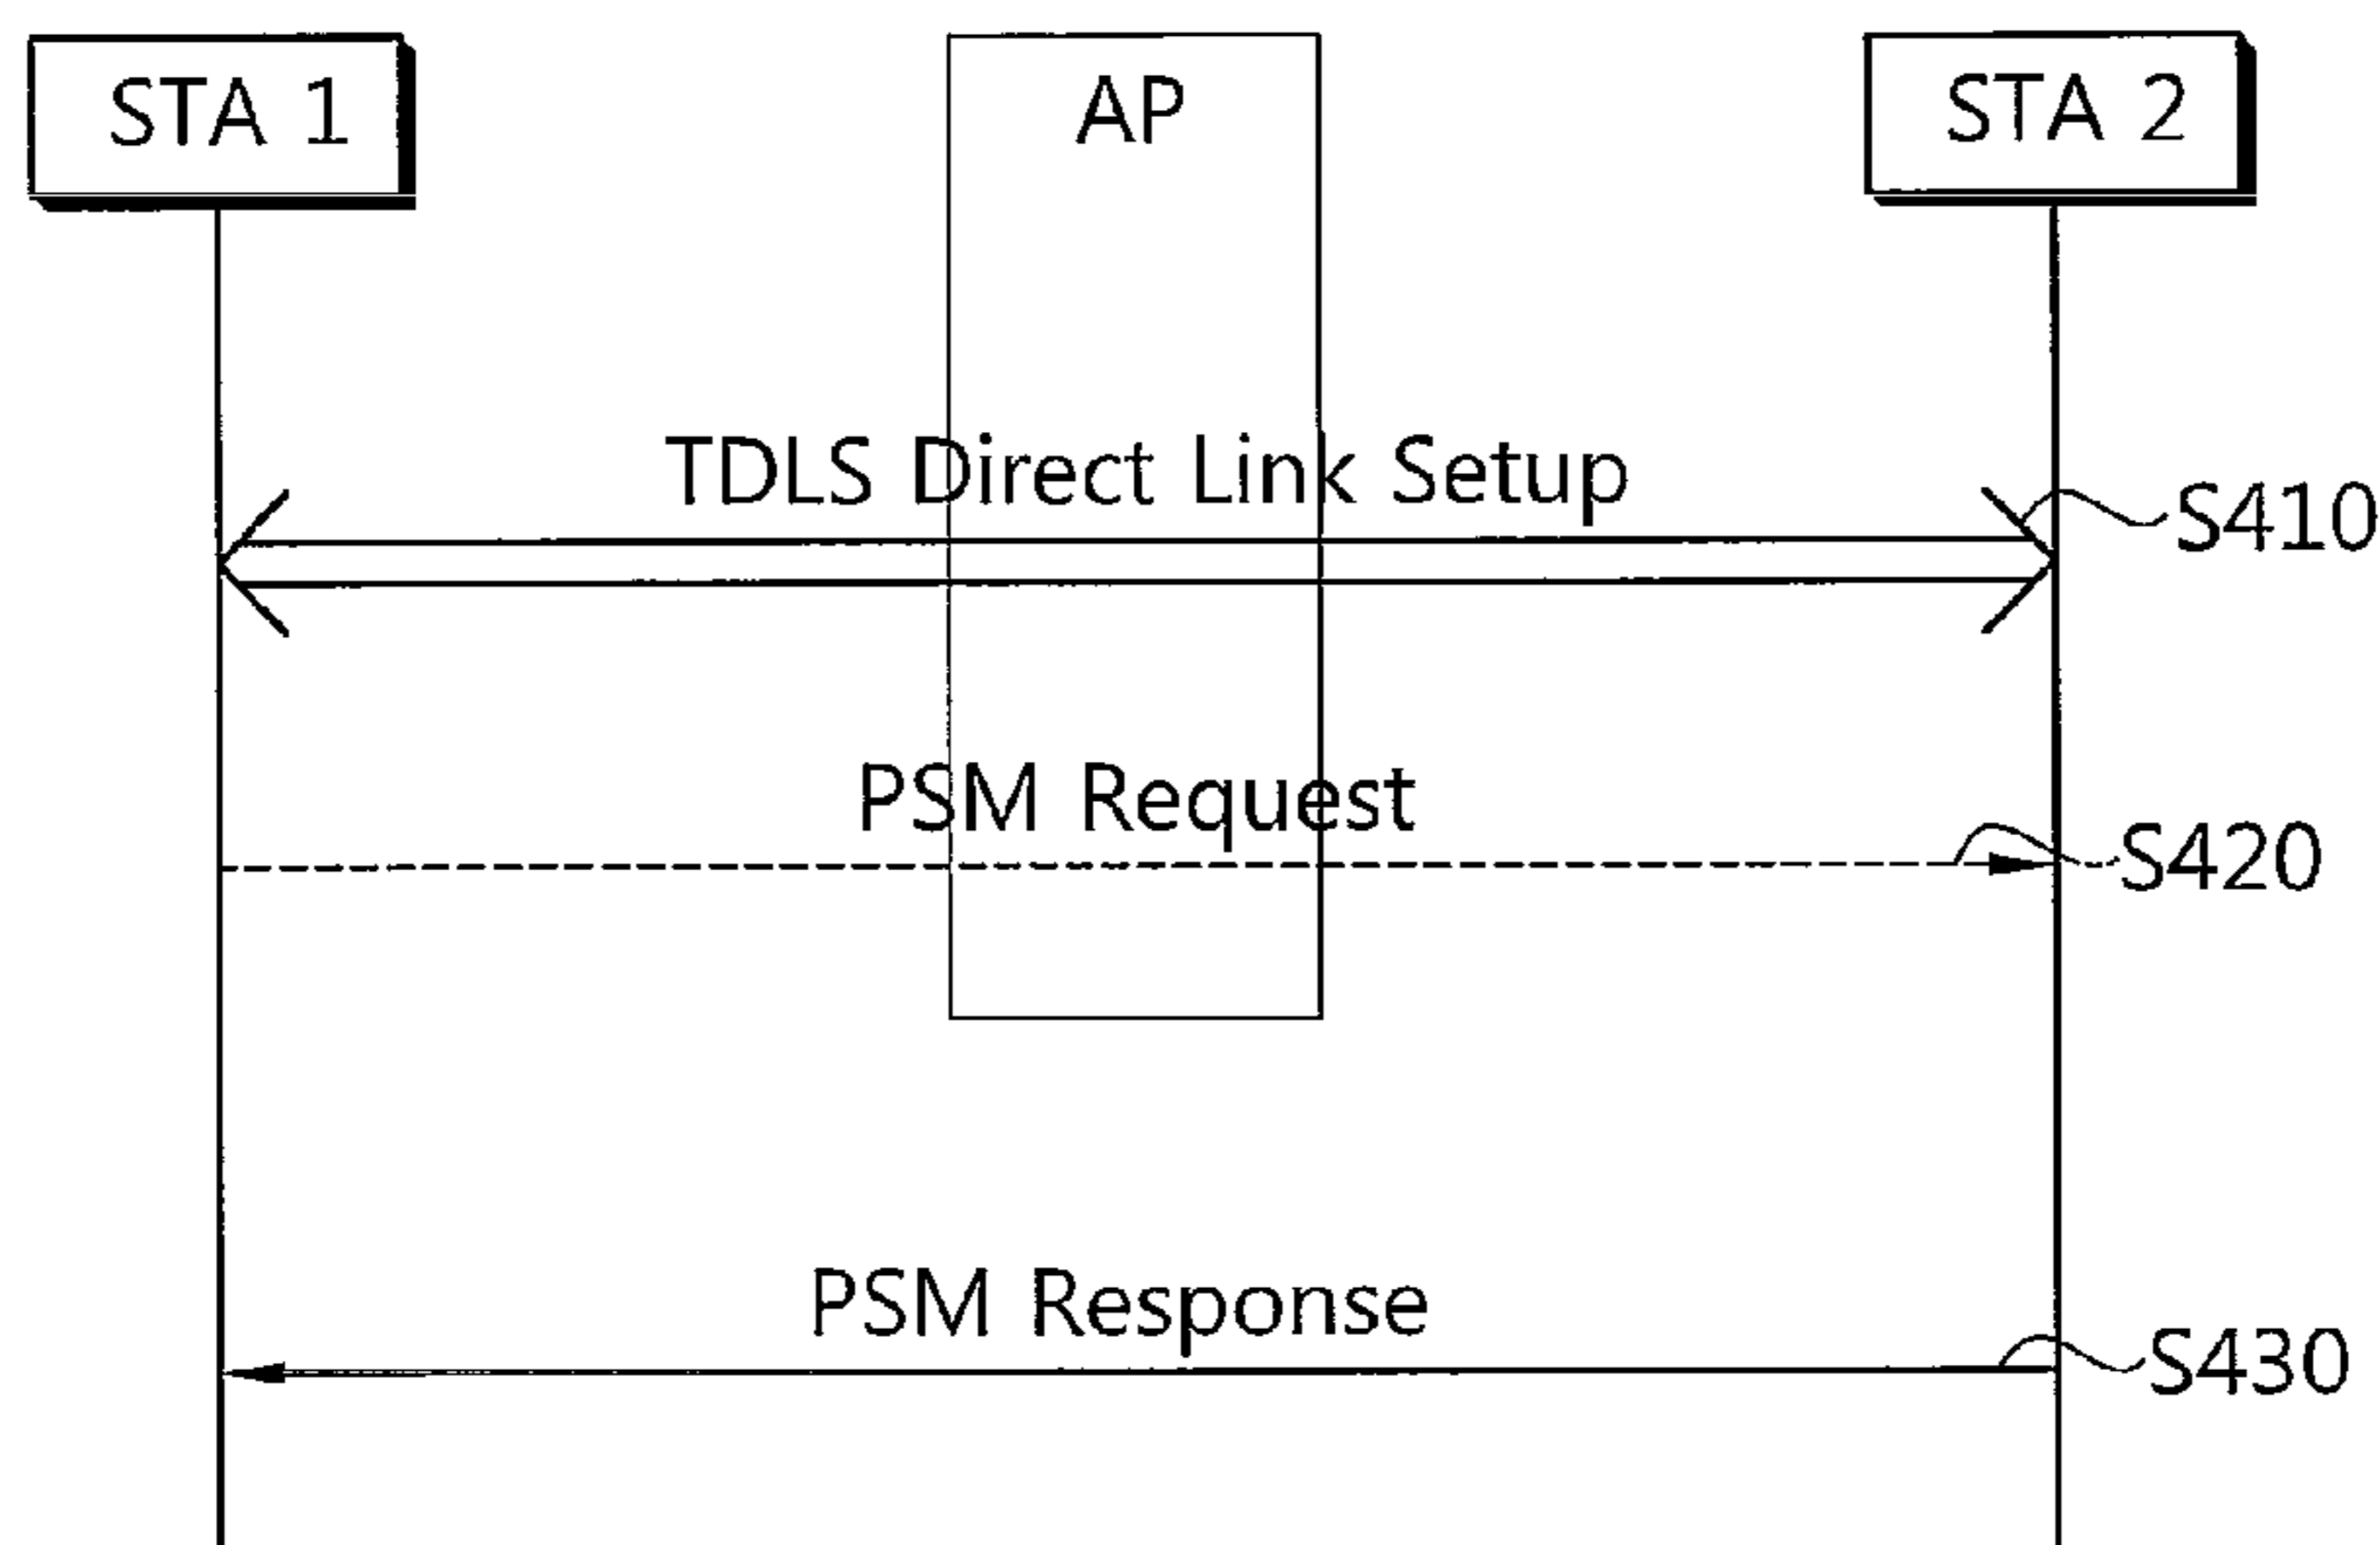 STA 1
AP
STA 2
TDLS Direct Link Setup
S410
PSM Request
S420
PSM Response
S430